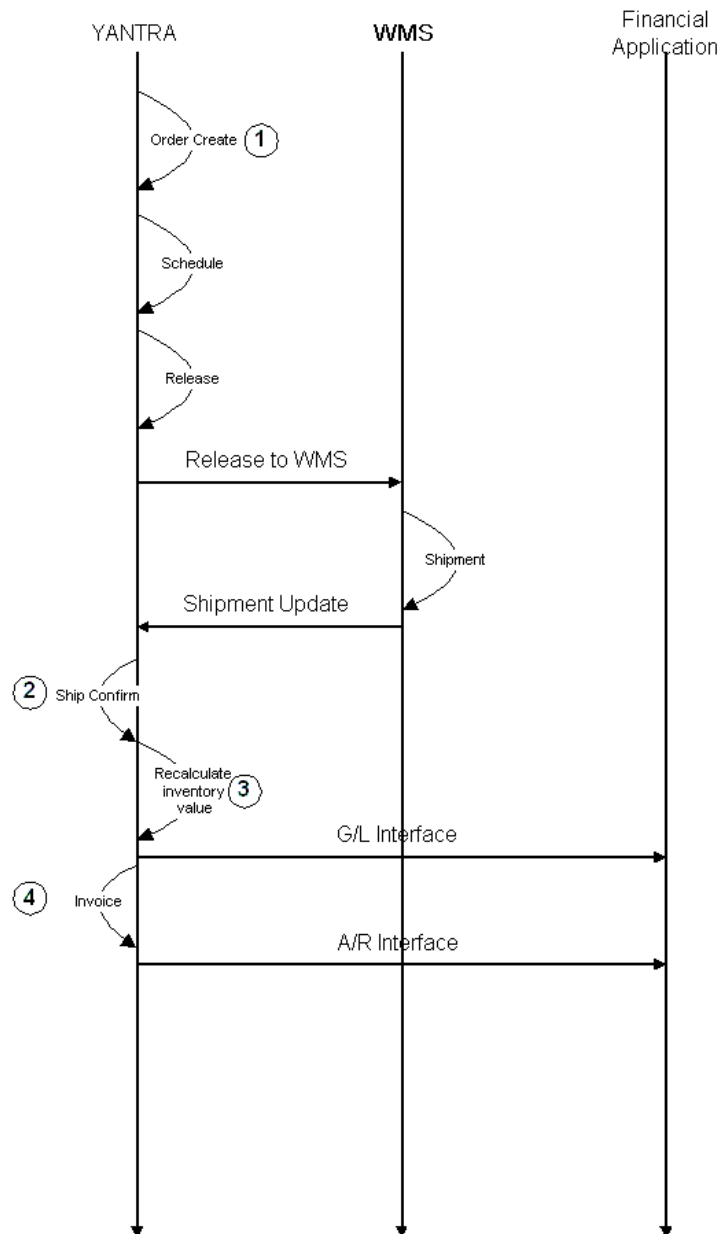 YANTRA
WMS
Financial
Application
Order Create
1
Schedule
Release
Release to WMS
Shipment
Shipment Update
2
Ship Confirm
Recalculate
inventory
value
3
G/L Interface
4
Invoice
A/R Interface